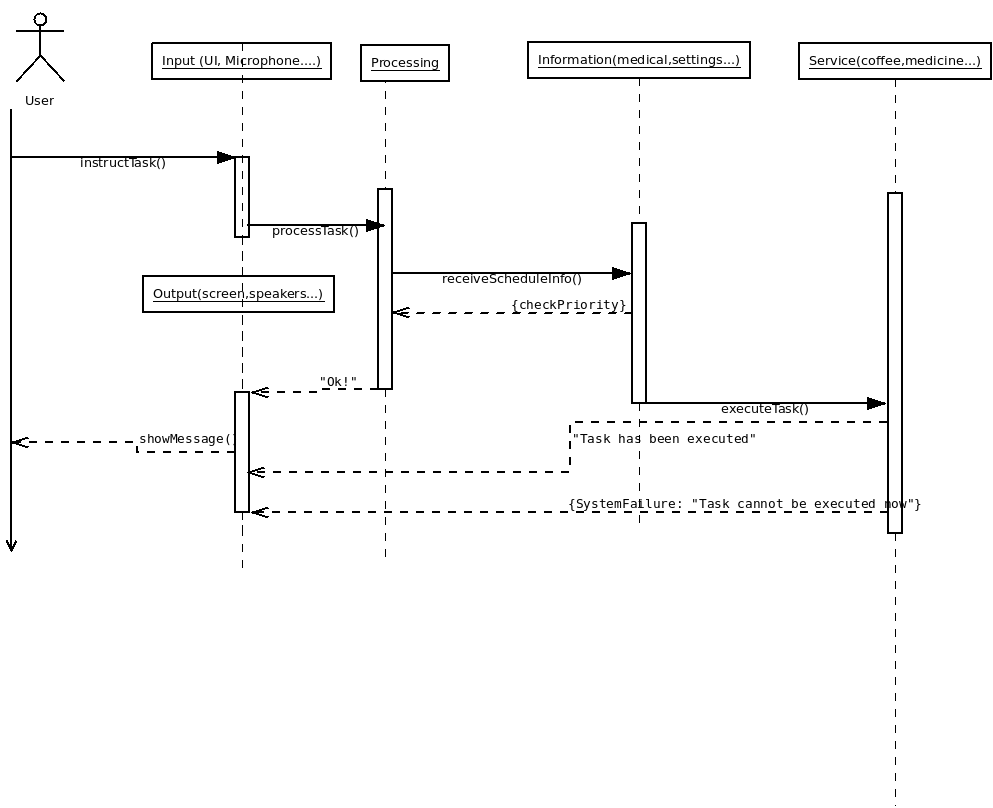 Input (UI, Microphone....)
Processing
Information(medical,settings...)
Service(coffee,medicine...)
User
instructTask()
processTask()
receiveScheduleInfo()
Output(screen,speakers...)
{checkPriority}
"Ok!"
executeTask()
showMessage()
"Task has been executed"
{SystemFailure: "Task cannot be executed now"}